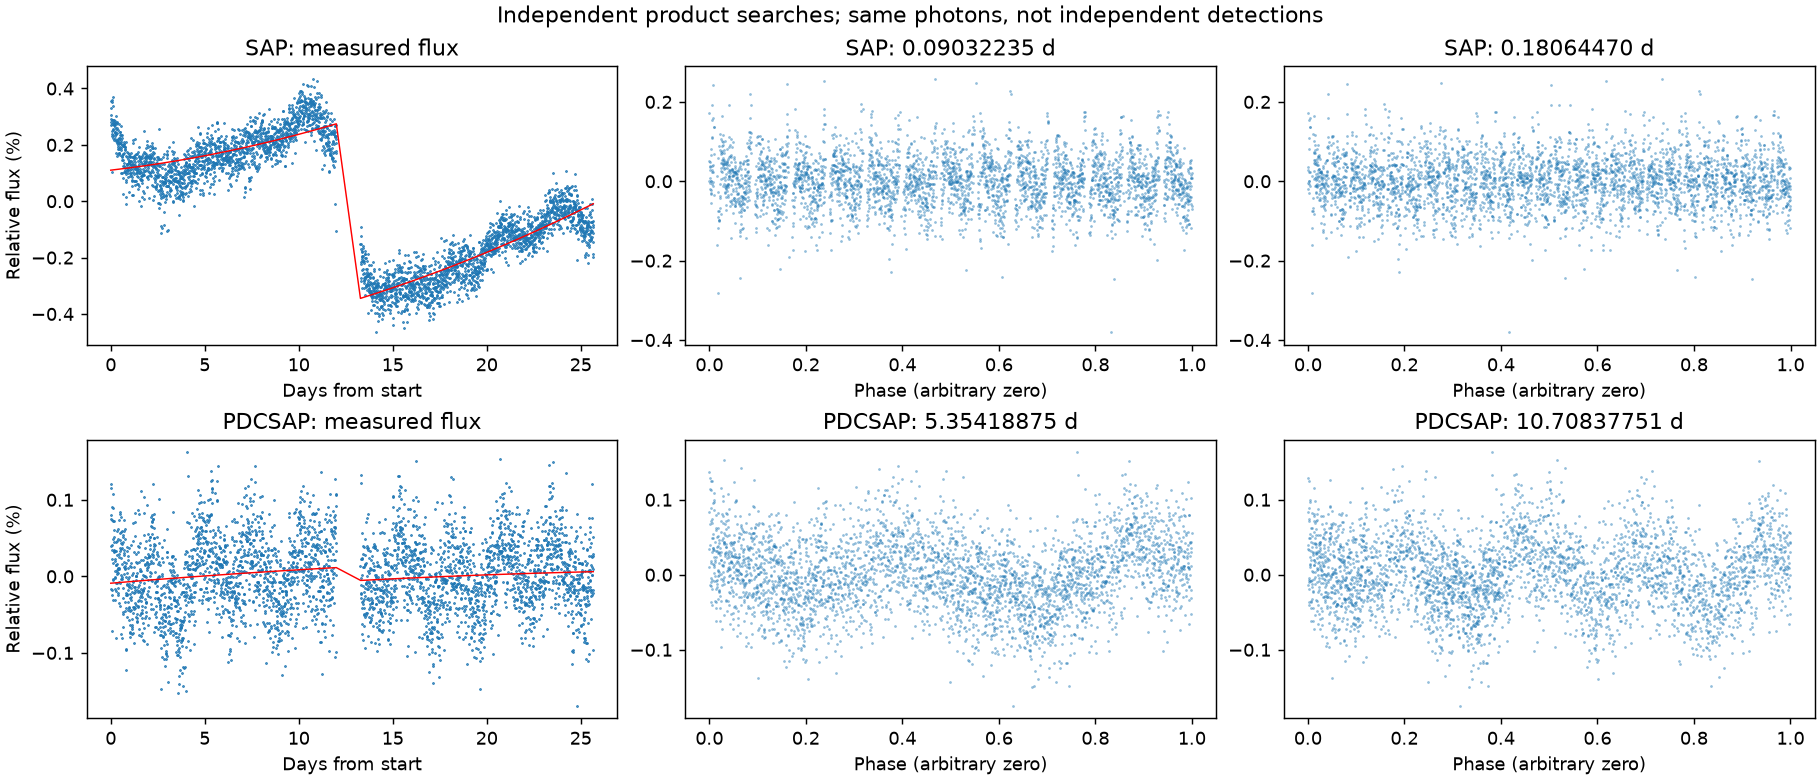 Independent product searches; same photons, not independent detections
SAP: measured flux
SAP: 0.09032235 d
SAP: 0.18064470 d
Relative flux (%)
0.4
0.2
0.0
−0.2
−0.4
0 5 10 15 20 25
Days from start
0.2
0.0
−0.2
−0.4
0.0 0.2 0.4 0.6 0.8 1.0
Phase (arbitrary zero)
0.2
0.0
−0.2
−0.4
0.0 0.2 0.4 0.6 0.8 1.0
Phase (arbitrary zero)
PDCSAP: measured flux
PDCSAP: 5.35418875 d
PDCSAP: 10.70837751 d
Relative flux (%)
0.1
0.0
−0.1
0 5 10 15 20 25
Days from start
0.1
0.0
−0.1
0.0 0.2 0.4 0.6 0.8 1.0
Phase (arbitrary zero)
0.1
0.0
−0.1
0.0 0.2 0.4 0.6 0.8 1.0
Phase (arbitrary zero)